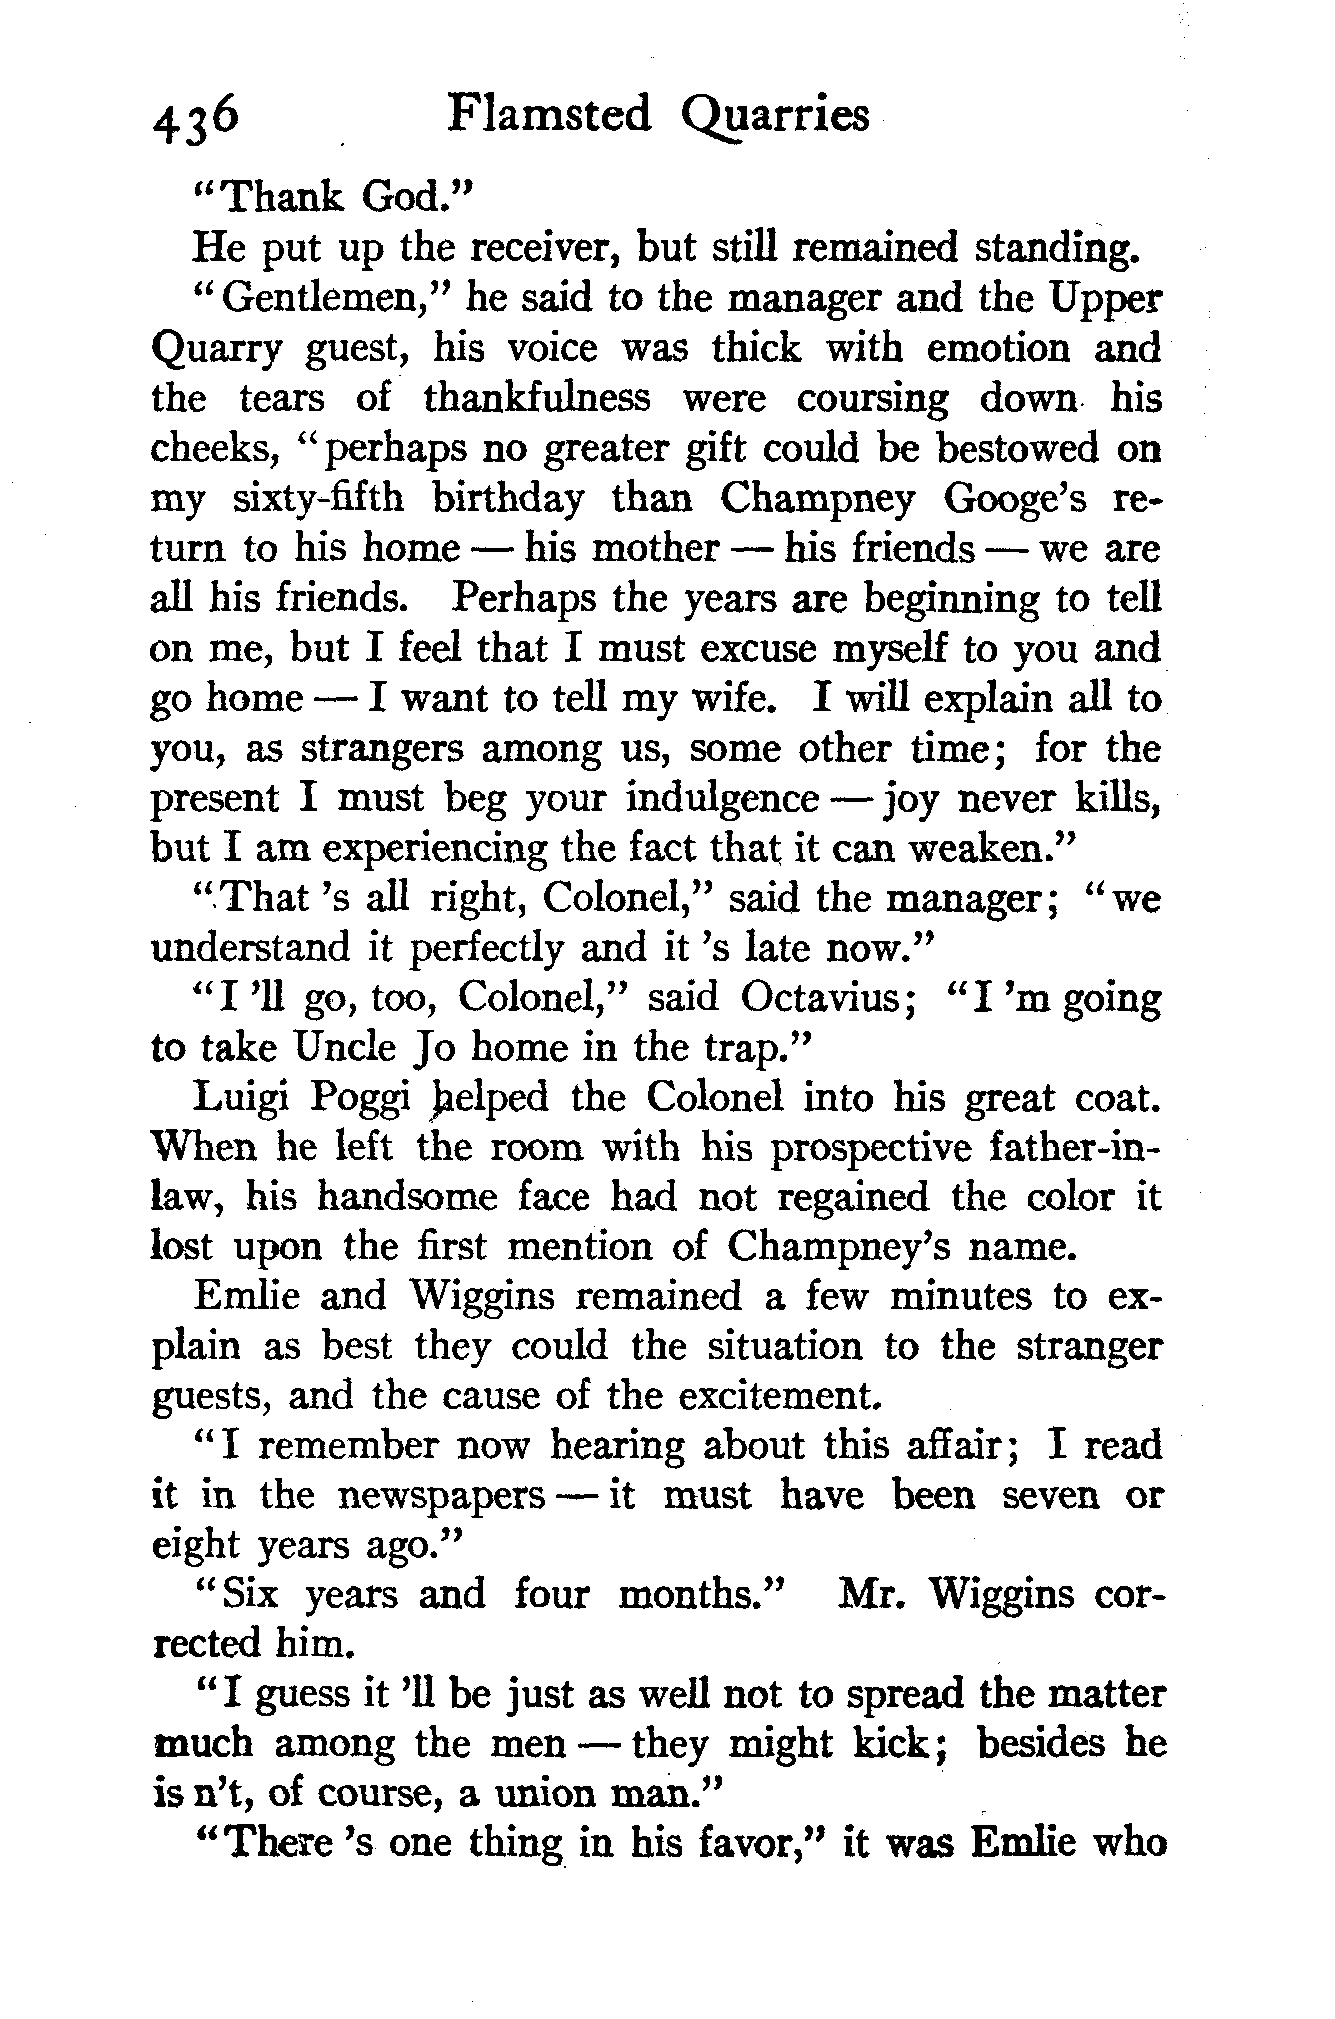 436 Flamsted Quarries
"Thank God."
He put up the receiver, but still remained standing.
"Gentlemen," he said to the manager and the Upper
Quarry guest, his voice was thick with emotion and
the tears of thankfulness were coursing down his
cheeks, "perhaps no greater gift could be bestowed on
my sixty-fifth birthday than Champney Googe's re-
turn to his home — his mother — his friends — we are
all his friends. Perhaps the years are beginning to tell
on me, but I feel that I must excuse myself to you and
go home — I want to tell my wife. I will explain all to
you, as strangers among us, some other time; for the
present I must beg your indulgence — joy never kills,
but I am experiencing the fact that it can weaken."
"That 's all right, Colonel," said the manager; "we
understand it perfectly and it 's late now."
"I 'll go, too, Colonel," said Octavius; "I 'm going
to take Uncle Jo home in the trap."
Luigi Poggi helped the Colonel into his great coat.
When he left the room with his prospective father-in-
law, his handsome face had not regained the color it
lost upon the first mention of Champney's name.
Emlie and Wiggins remained a few minutes to ex-
plain as best they could the situation to the stranger
guests, and the cause of the excitement.
"I remember now hearing about this affair; I read
it in the newspapers — it must have been seven or
eight years ago."
"Six years and four months." Mr. Wiggins cor-
rected him.
"I guess it 'll be just as well not to spread the matter
much among the men — they might kick; besides he
is n't, of course, a union man."
"There 's one thing in his favor," it was Emlie who